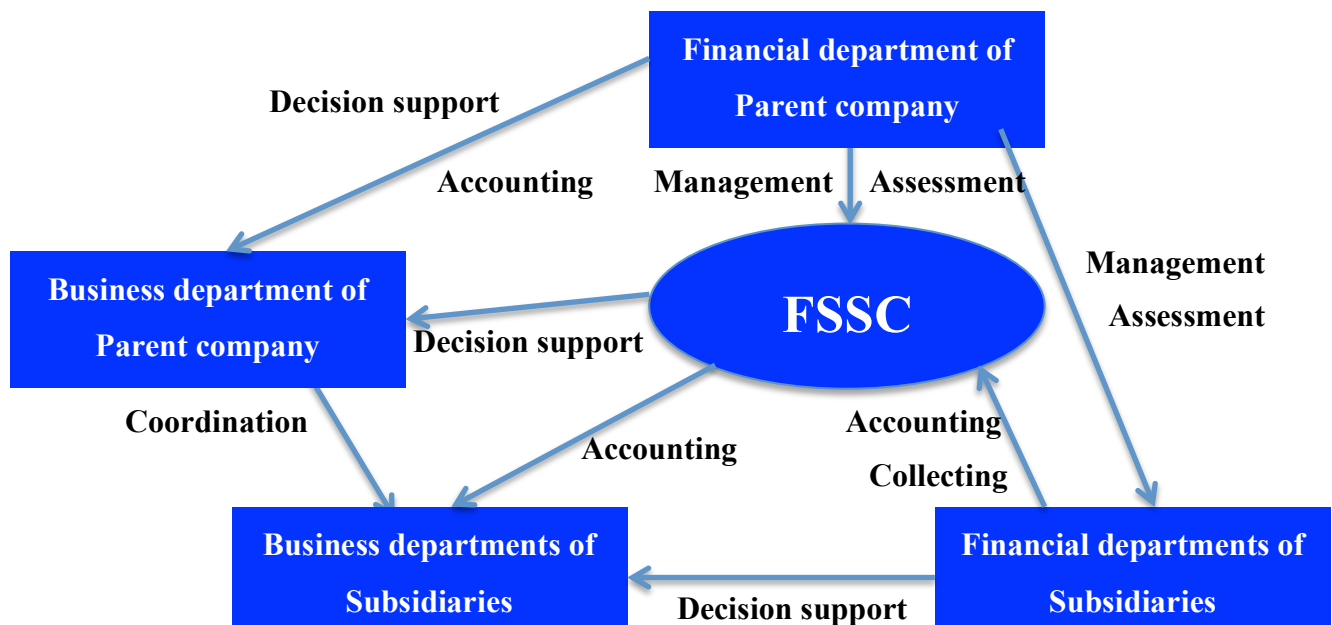 Financial department of
Parent company
Decision support
Accounting
Management
Assessment
Business department of
Parent company
FSSC
Management
Assessment
Decision support
Coordination
Accounting
Accounting
Collecting
Business departments of
Subsidiaries
Financial departments of
Subsidiaries
Decision support